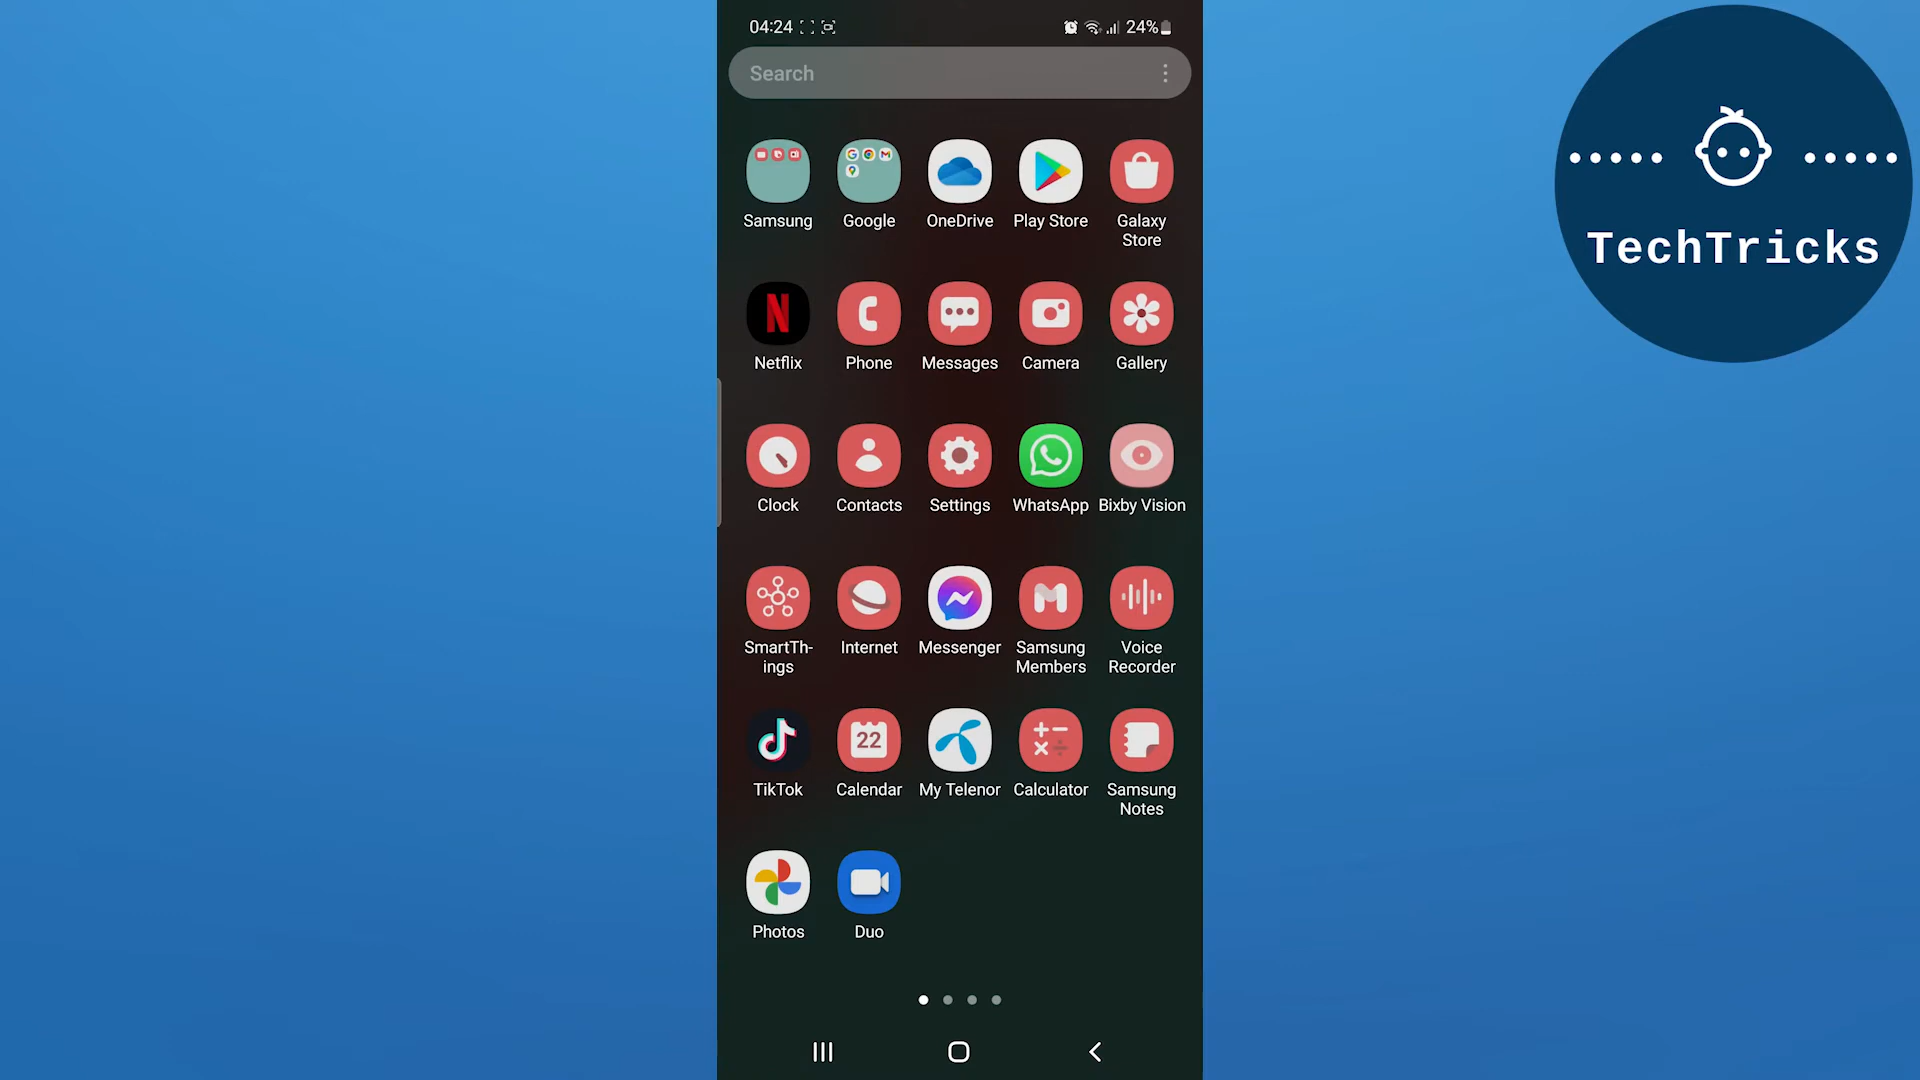 04:24
24%
Search
TechTricks
Samsung
Google
OneDrive
Play Store
Galaxy
Store
Netflix
Phone
Messages
Camera
Gallery
Clock
Contacts
Settings
WhatsApp
Bixby Vision
SmartTh-
ings
Internet
Messenger
Samsung
Members
Voice
Recorder
22
TikTok
Calendar
My Telenor
Calculator
Samsung
Notes
Photos
Duo